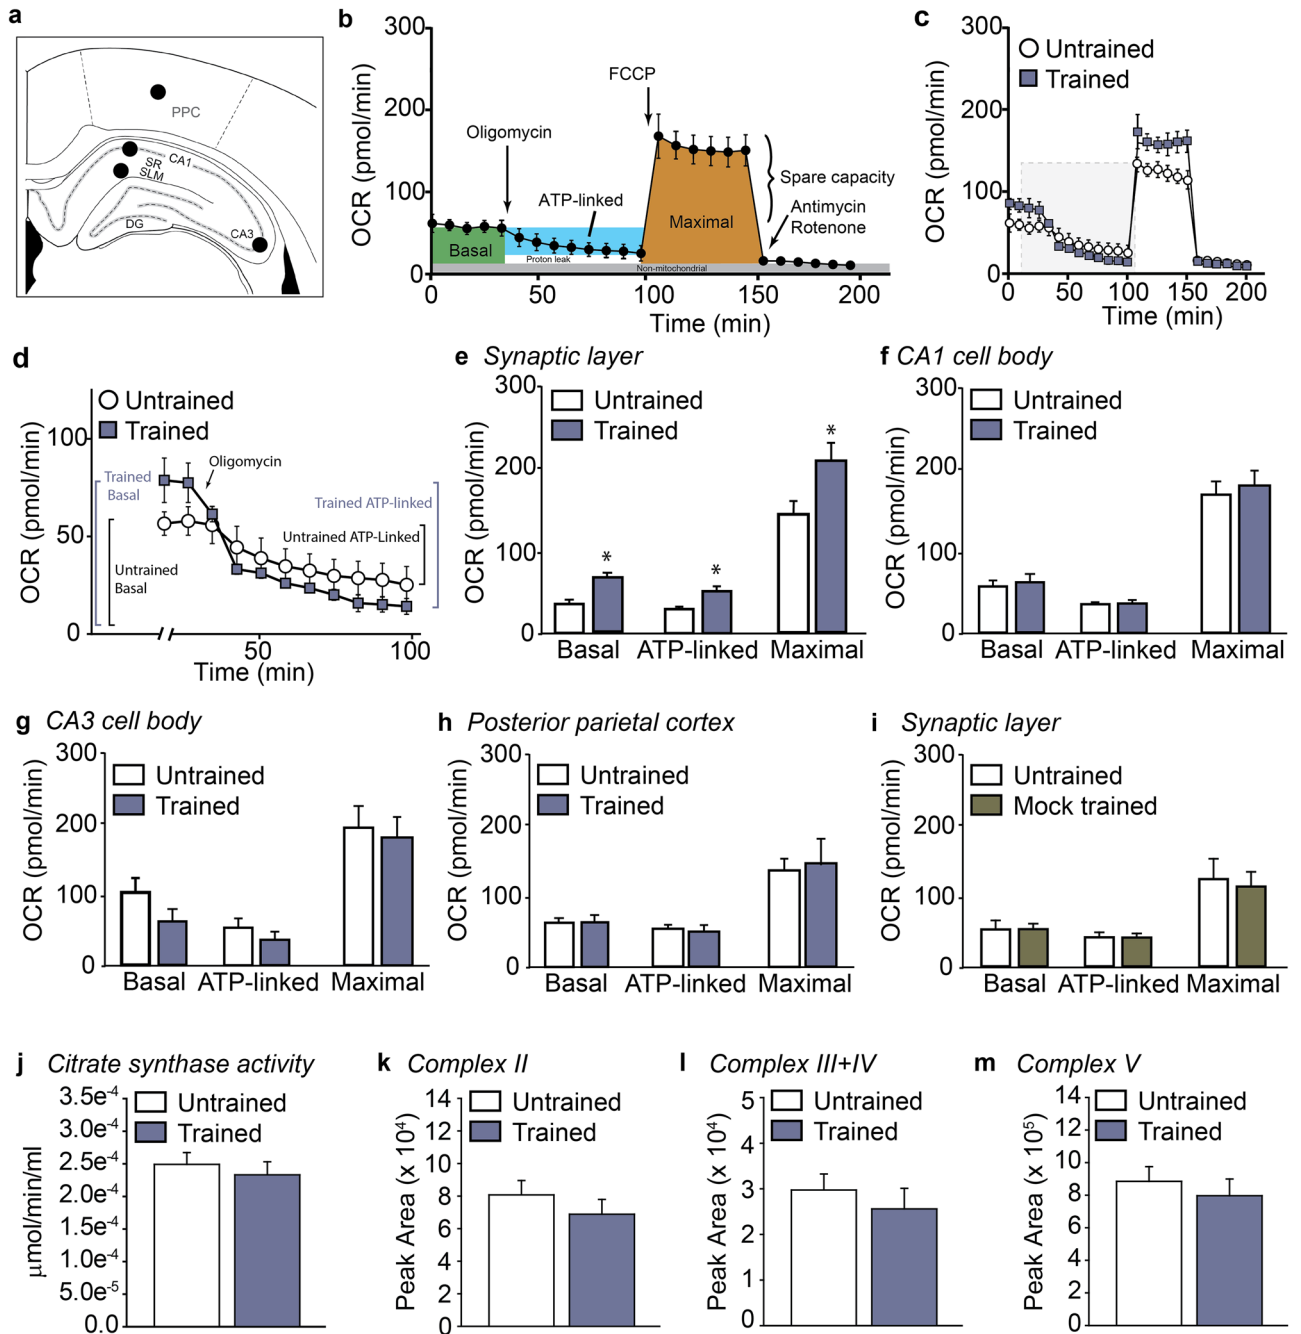 a
PPC
CA1
SR
SLM
DG
CA3
b
OCR (pmol/min)
300
200
100
0
FCCP
Oligomycin
ATP-linked
Spare capacity
Antimycin
Rotenone
Maximal
Basal
Proton leak
Non-mitochondrial
0
50
100
150
200
Time (min)
c
OCR (pmol/min)
300
200
100
0
Untrained
Trained
0
50
100
150
200
Time (min)
d
OCR (pmol/min)
100
50
0
Untrained
Trained
Oligomycin
Trained
Basal
Trained ATP-linked
Untrained ATP-Linked
Untrained
Basal
50
100
Time (min)
e Synaptic layer
OCR (pmol/min)
300
200
100
0
Untrained
Trained
*
*
*
Basal ATP-linked Maximal
f CA1 cell body
OCR (pmol/min)
300
200
100
0
Untrained
Trained
Basal ATP-linked Maximal
g CA3 cell body
OCR (pmol/min)
300
200
100
0
Untrained
Trained
Basal ATP-linked Maximal
h Posterior parietal cortex
OCR (pmol/min)
300
200
100
0
Untrained
Trained
Basal ATP-linked Maximal
i Synaptic layer
OCR (pmol/min)
300
200
100
0
Untrained
Mock trained
Basal ATP-linked Maximal
j Citrate synthase activity
μmol/min/ml
3.5e-4
3.0e-4
2.5e-4
2.0e-4
1.5e-4
1.0e-4
5.0e-5
0.0
Untrained
Trained
k Complex II
Peak Area (x 10⁴)
14
12
10
8
6
4
2
0
Untrained
Trained
l Complex III+IV
Peak Area (x 10⁴)
5
4
3
2
1
0
Untrained
Trained
m Complex V
Peak Area (x 10⁵)
14
12
10
8
6
4
2
0
Untrained
Trained